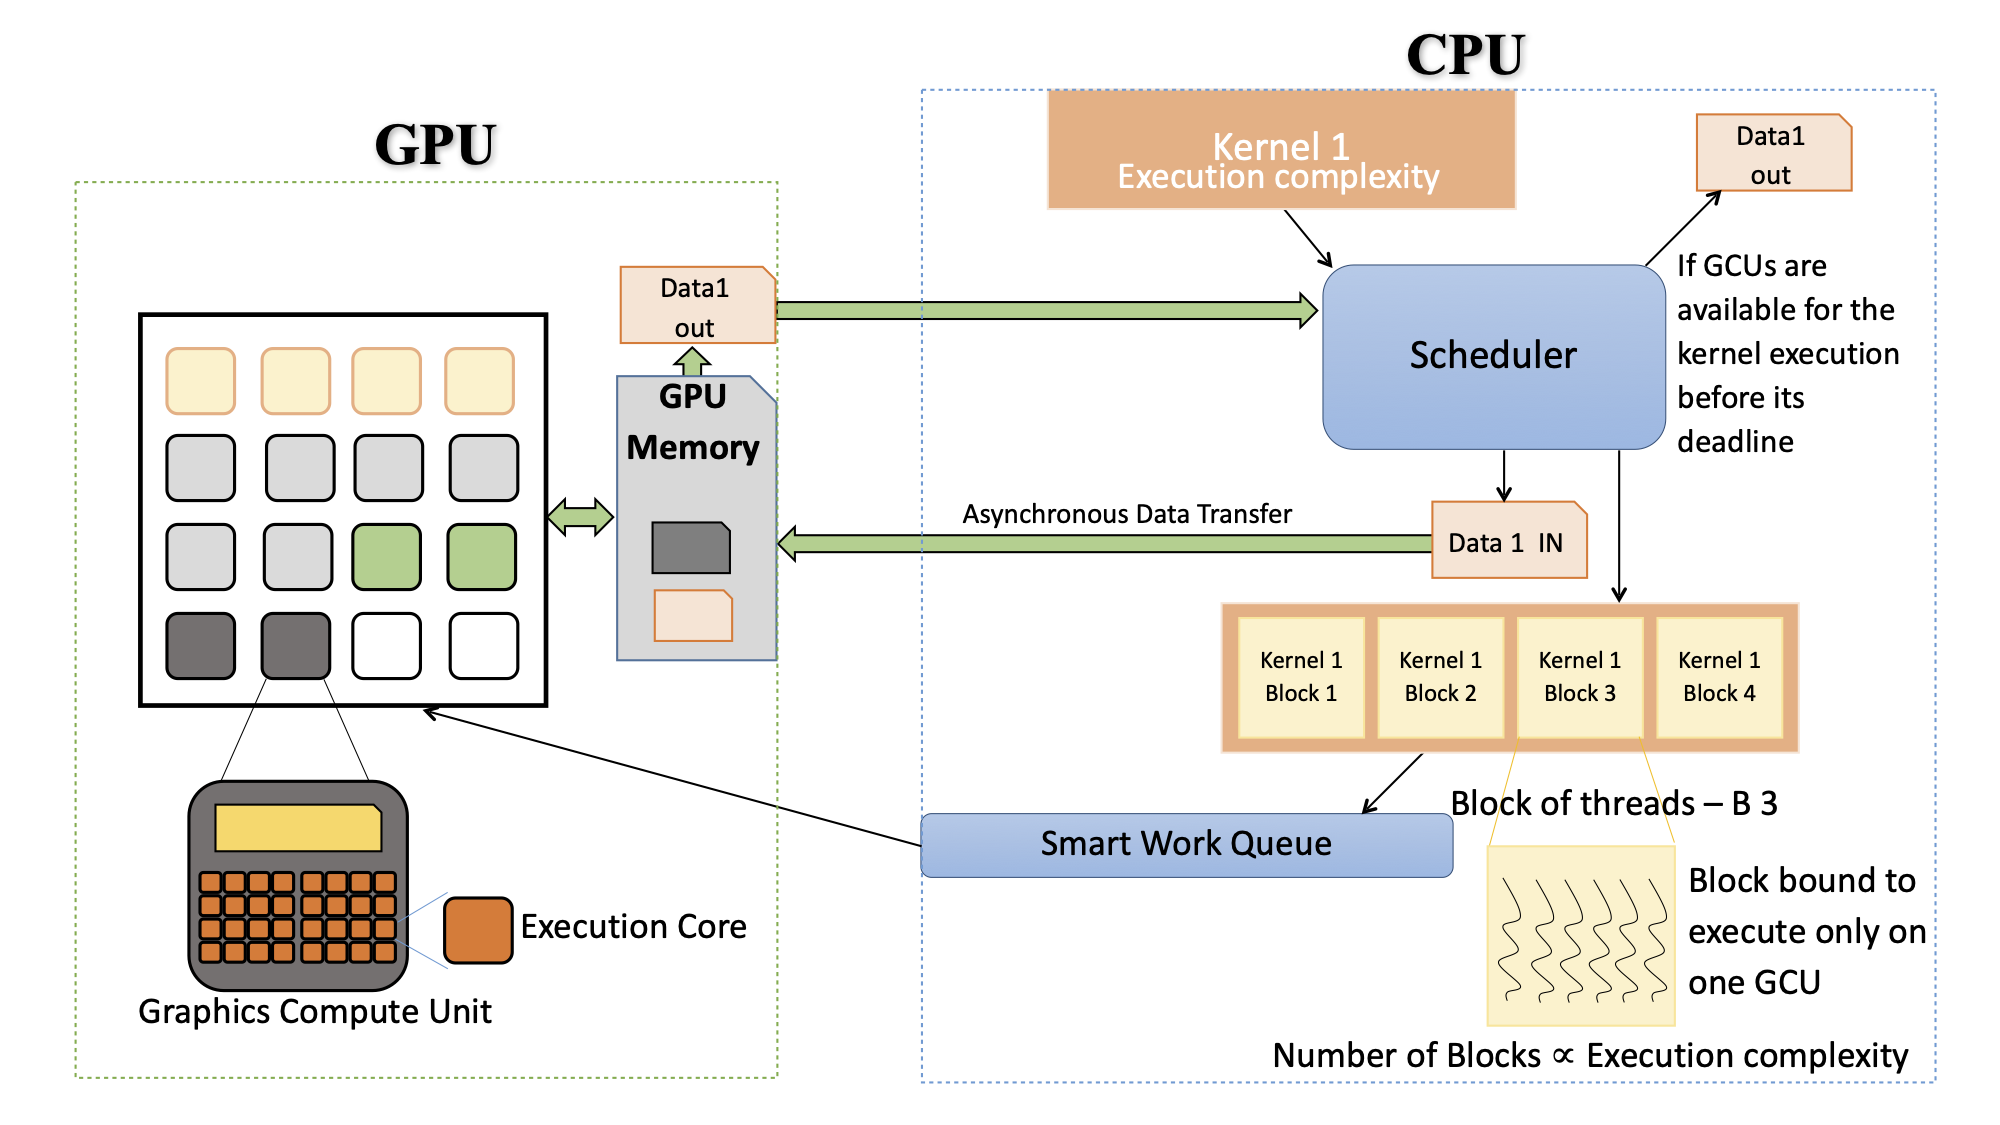 CPU
GPU
Kernel 1
Execution complexity
Data1
out
If GCUs are
available for the
kernel execution
before its
deadline
Data1
out
Scheduler
GPU
Memory
Asynchronous Data Transfer
Data 1 IN
Kernel 1
Block 1
Kernel 1
Block 2
Kernel 1
Block 3
Kernel 1
Block 4
Block of threads – B 3
Smart Work Queue
Block bound to
execute only on
one GCU
Execution Core
Graphics Compute Unit
Number of Blocks ∝ Execution complexity